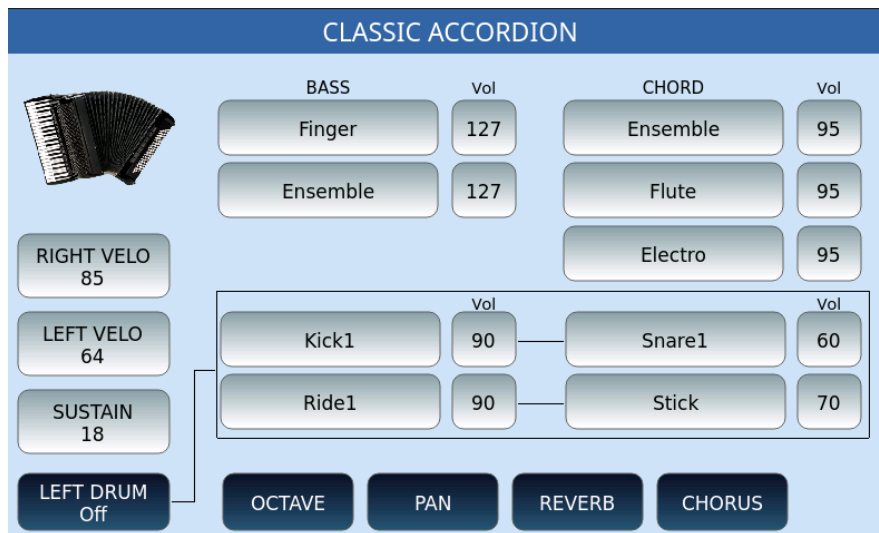 CLASSIC ACCORDION
BASS Vol CHORD Vol
Finger 127 Ensemble 95
Ensemble 127 Flute 95
Electro 95
RIGHT VELO
85
LEFT VELO
64
SUSTAIN
18
LEFT DRUM
Off
Vol Vol
Kick1 90 Snare1 60
Ride1 90 Stick 70
OCTAVE PAN REVERB CHORUS